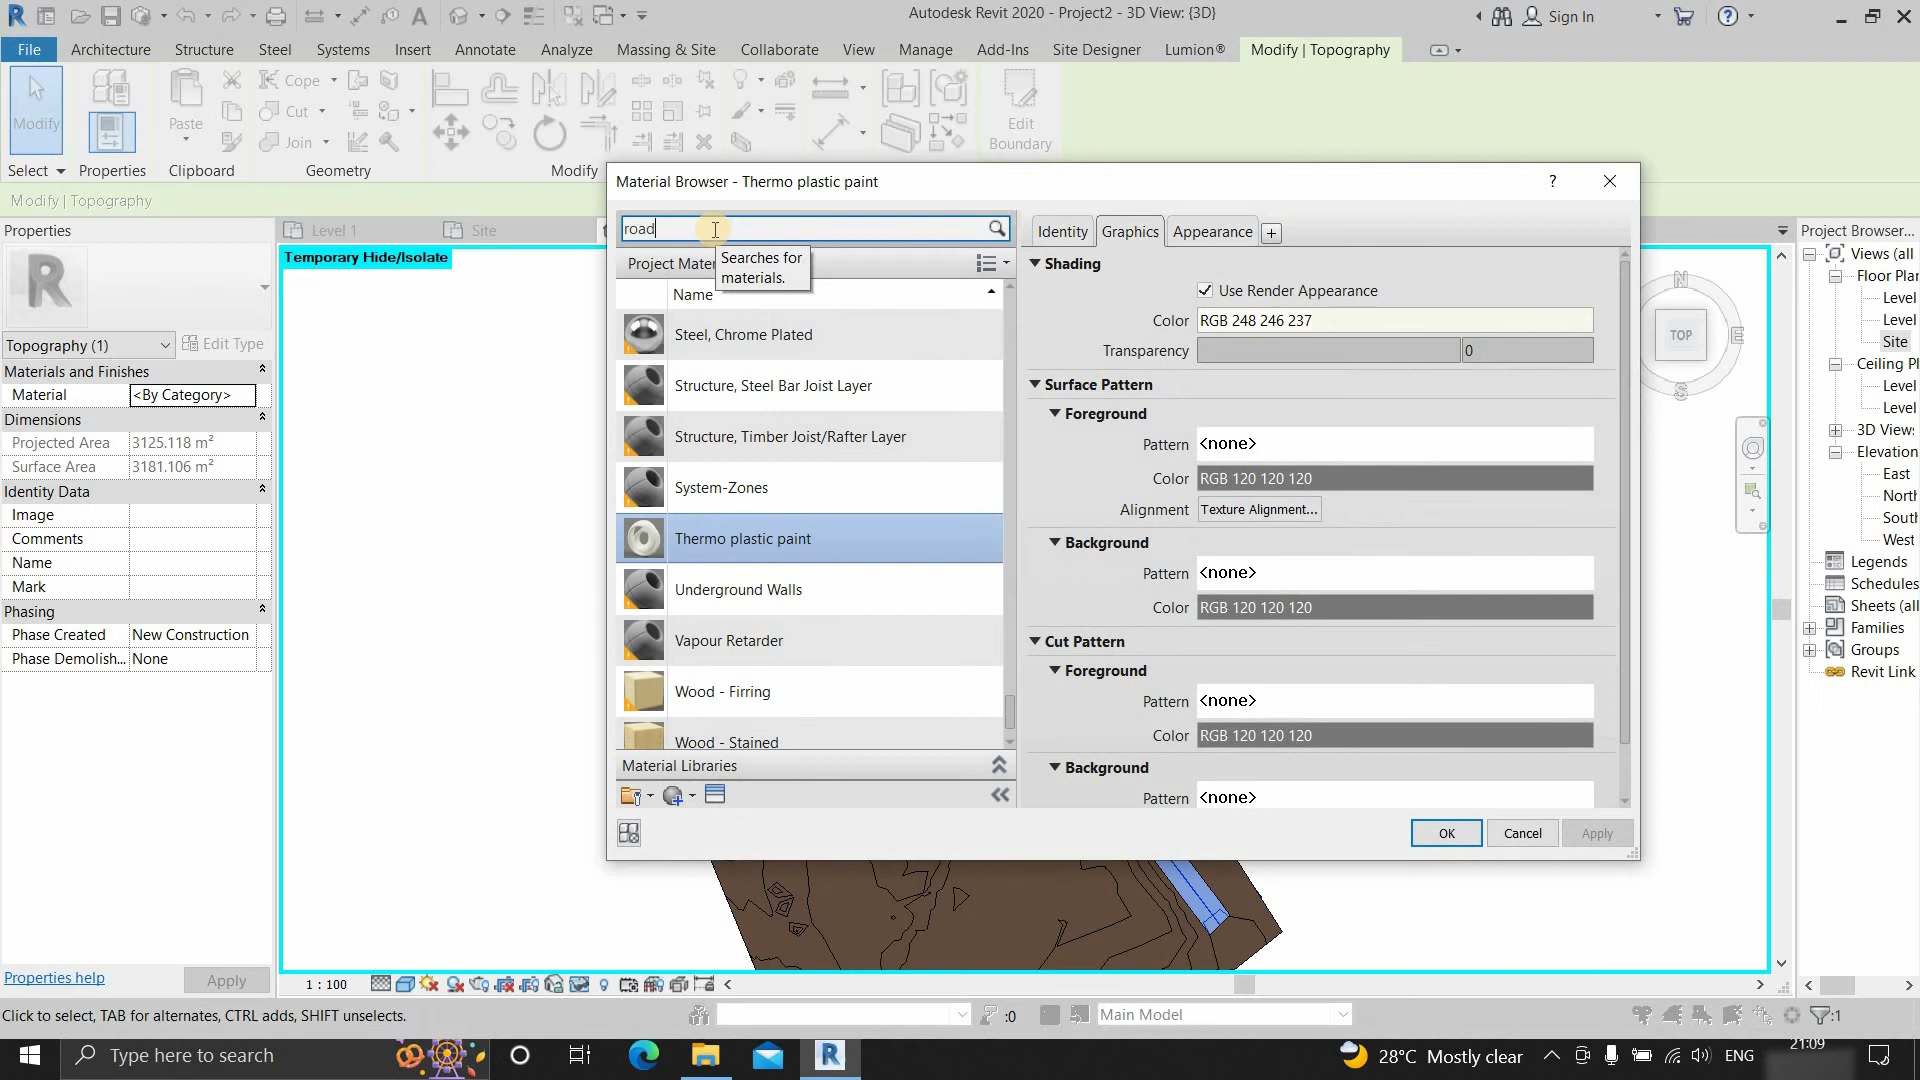 Autodesk Revit 2020 - Project2 - 3D View: {3D}
Sign In
File
Architecture
Structure
Steel
Systems
Insert
Annotate
Analyze
Massing & Site
Collaborate
View
Manage
Add-Ins
Site Designer
Lumion®
Modify | Topography
Modify
Paste
Cope
Cut
Join
Edit
Boundary
Select
Properties
Clipboard
Geometry
Modify
Modify | Topography
Properties
Topography (1)
Edit Type
Materials and Finishes
Material
<By Category>
Dimensions
Projected Area
3125.118 m²
Surface Area
3181.106 m²
Identity Data
Image
Comments
Name
Mark
Phasing
Phase Created
New Construction
Phase Demolish...
None
Properties help
Apply
Level 1
Site
Temporary Hide/Isolate
Material Browser - Thermo plastic paint
?
road
Searches for
materials.
Project Mater
Name
Steel, Chrome Plated
Structure, Steel Bar Joist Layer
Structure, Timber Joist/Rafter Layer
System-Zones
Thermo plastic paint
Underground Walls
Vapour Retarder
Wood - Firring
Wood - Stained
Material Libraries
Identity
Graphics
Appearance
Shading
Use Render Appearance
Color
RGB 248 246 237
Transparency
0
Surface Pattern
Foreground
Pattern
<none>
Color
RGB 120 120 120
Alignment
Texture Alignment...
Background
Pattern
<none>
Color
RGB 120 120 120
Cut Pattern
Foreground
Pattern
<none>
Color
RGB 120 120 120
Background
Pattern
<none>
OK
Cancel
Apply
N
TOP
E
S
Project Browser...
Views (all
Floor Plan
Level
Level
Site
Ceiling Pl
Level
Level
3D Views
Elevation
East
North
South
West
Legends
Schedules
Sheets (all
Families
Groups
Revit Link
1 : 100
Click to select, TAB for alternates, CTRL adds, SHIFT unselects.
:0
Main Model
:1
Type here to search
28°C Mostly clear
ENG
21:09